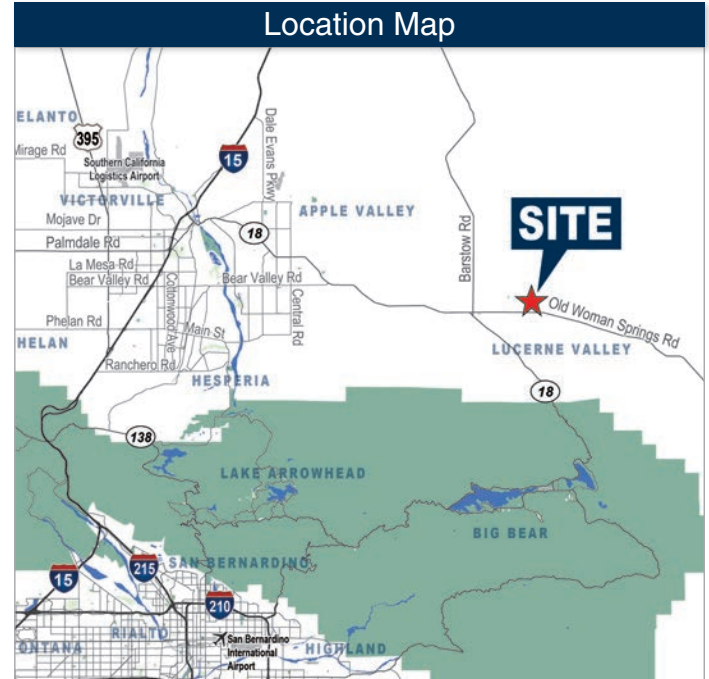 Location Map
ELANTO
395
Mirage Rd
Southern California
Logistics Airport
15
Dale Evans Pkwy
VICTORVILLE
Mojave Dr
APPLE VALLEY
18
Palmdale Rd
La Mesa Rd
Bear Valley Rd
Bear Valley Rd
Cottonwood Ave
Central Rd
Barstow Rd
SITE
Old Woman Springs Rd
Phelan Rd
Main St
HELAN
LUCERNE VALLEY
Ranchero Rd
HESPERIA
18
138
LAKE ARROWHEAD
BIG BEAR
SAN BERNARDINO
215
15
210
RIALTO
ONTANA
San Bernardino
International
Airport
HIGHLAND